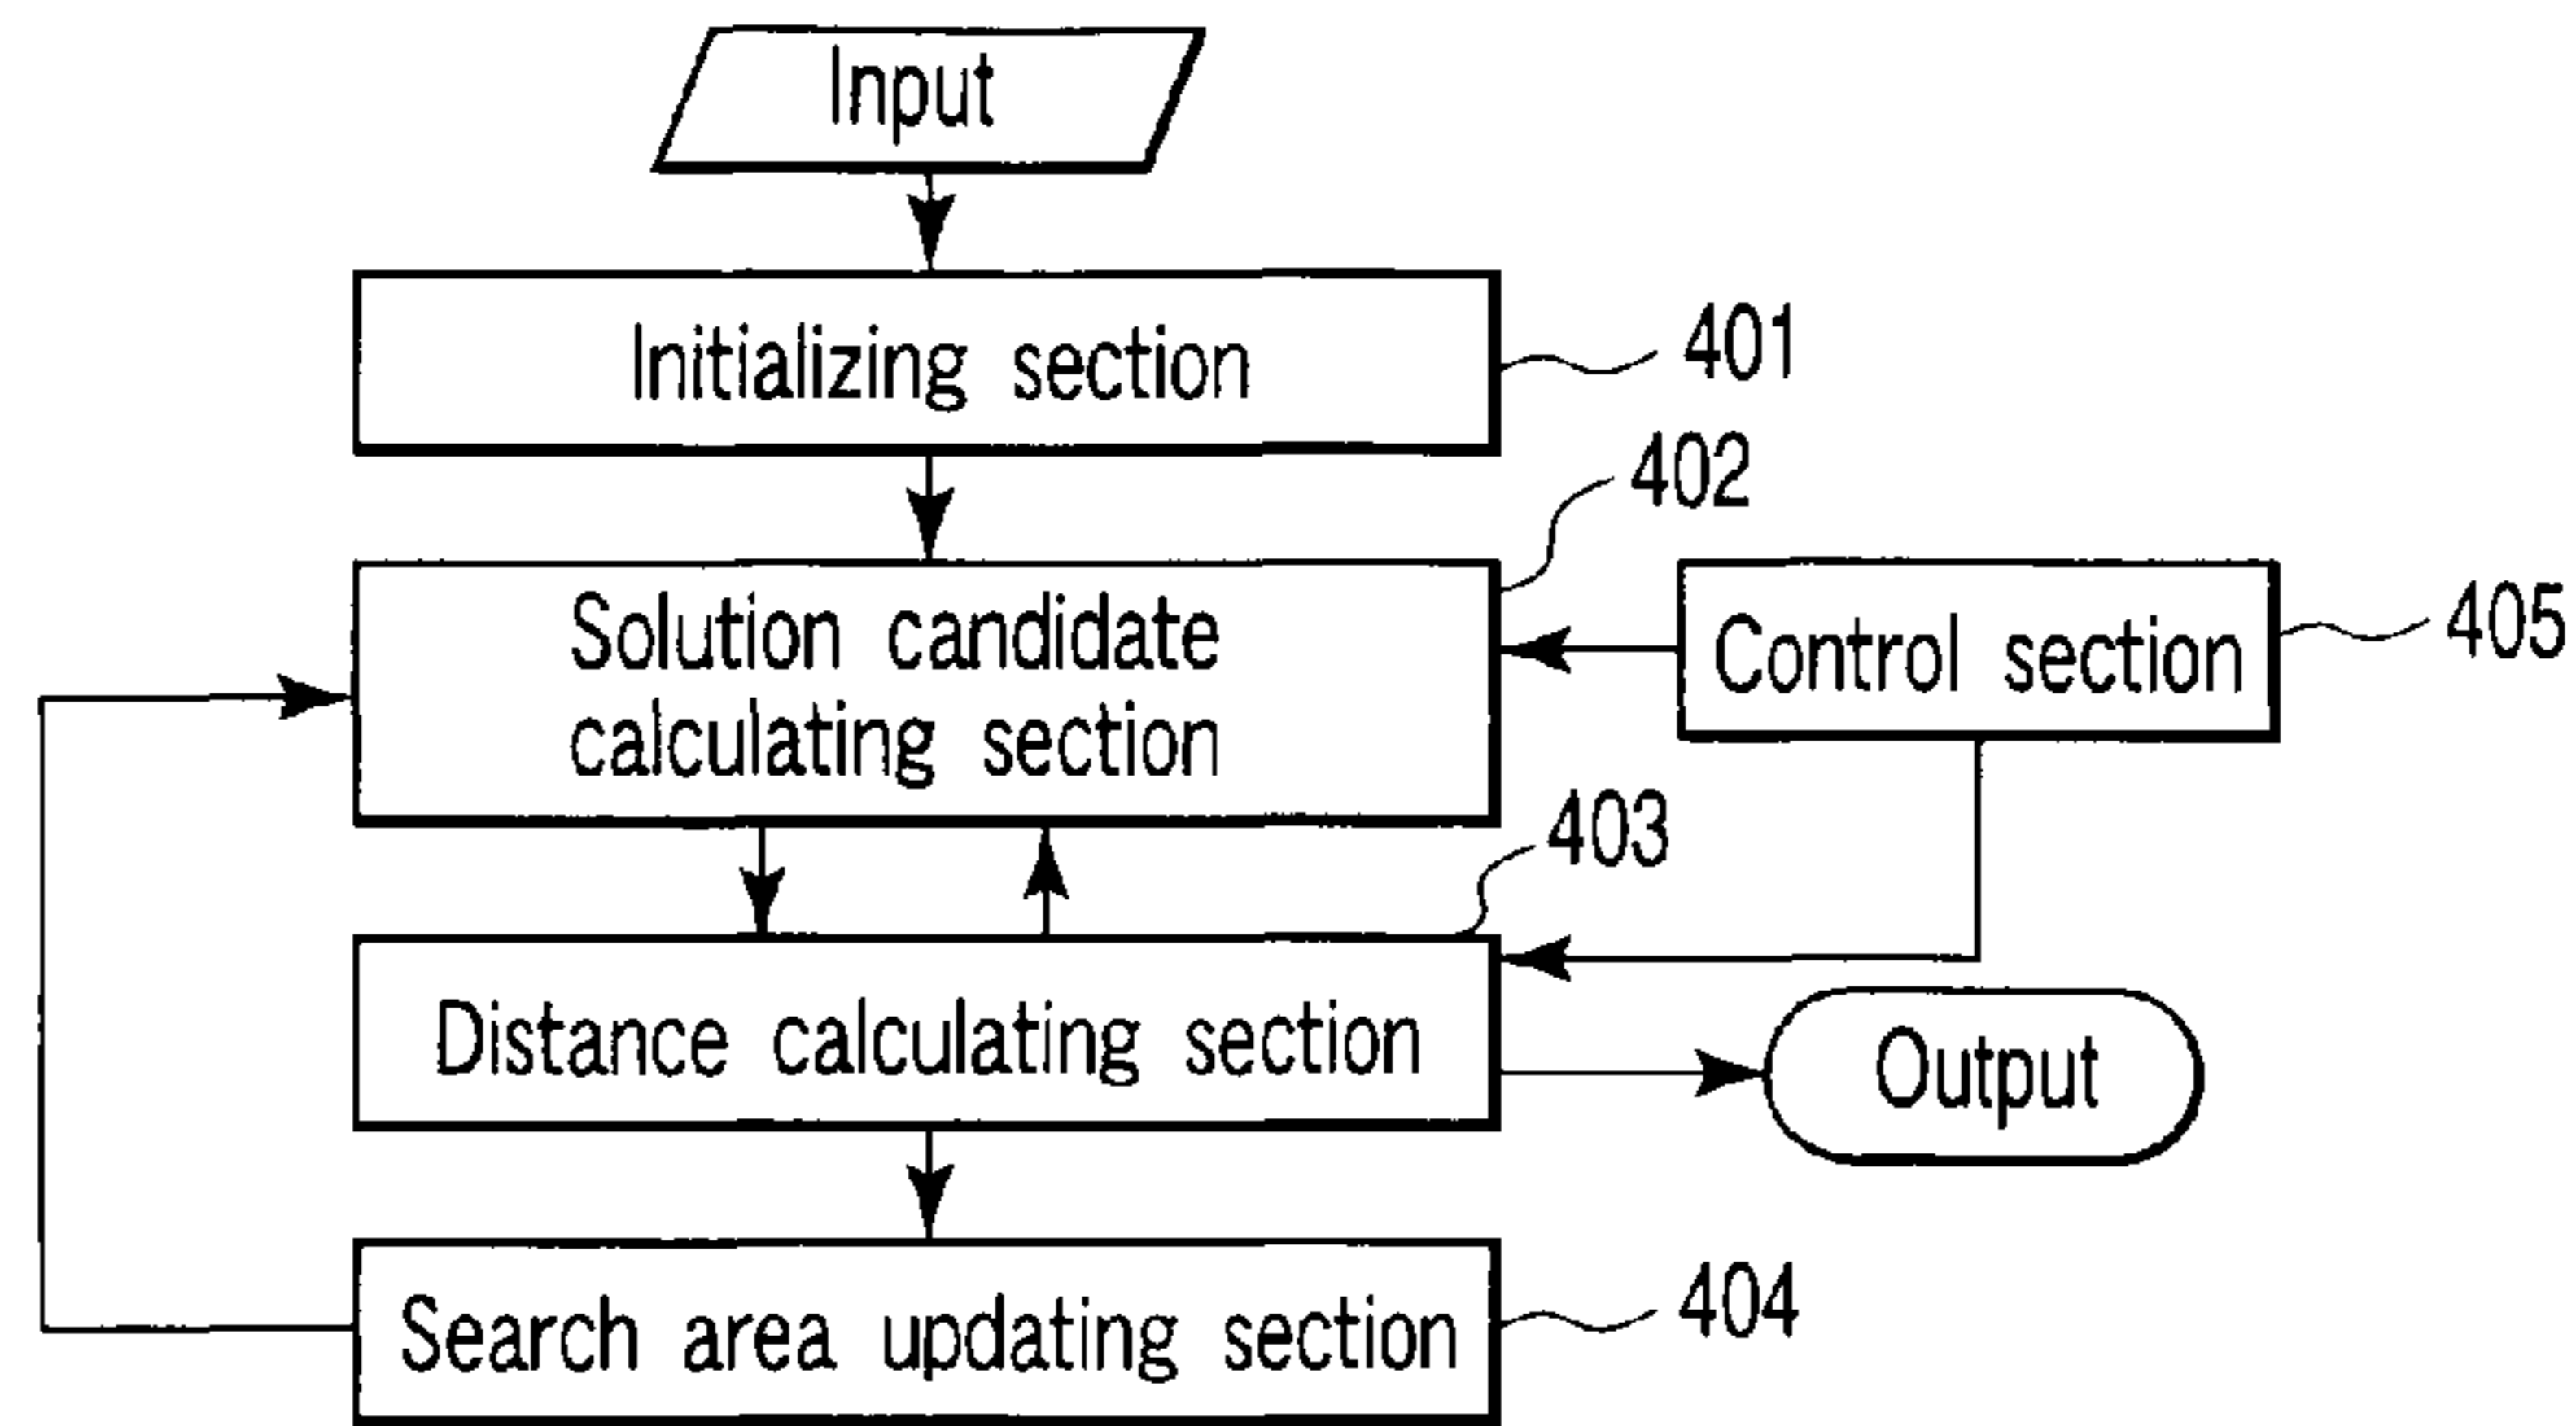 Input
Initializing section
401
402
Solution candidate
calculating section
Control section
405
403
Distance calculating section
Output
Search area updating section
404